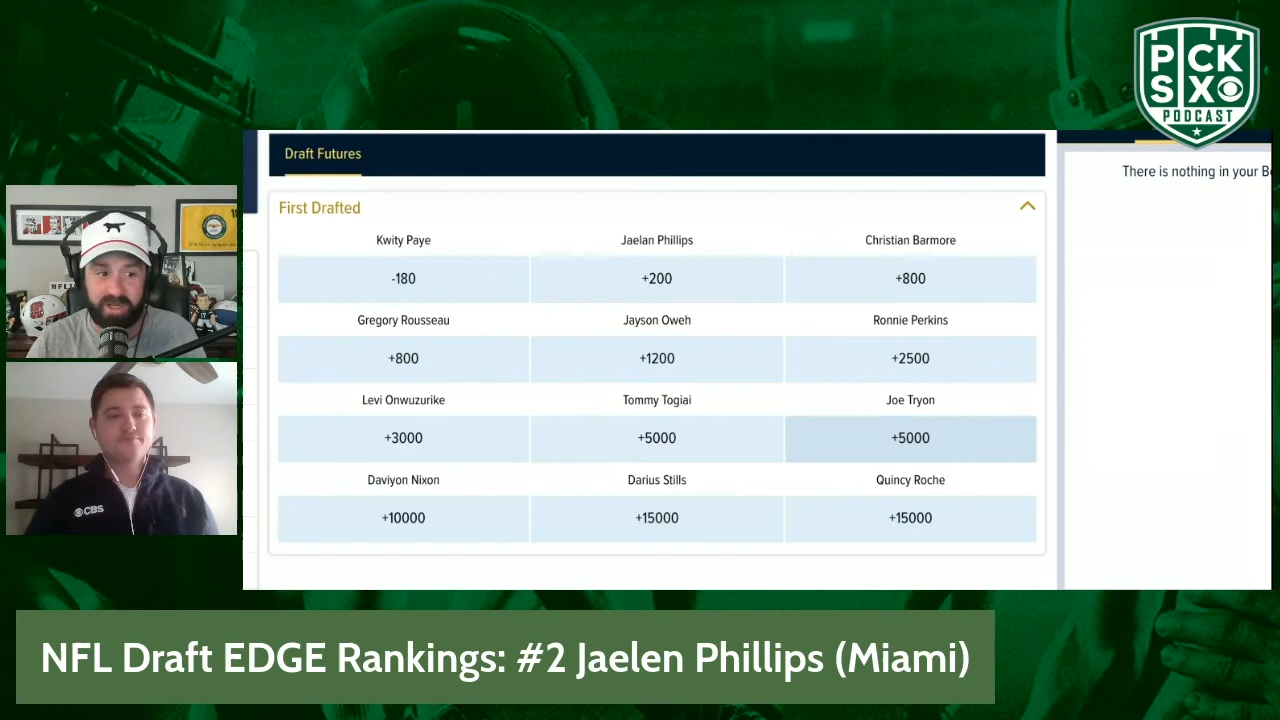 PICK
SIX
PODCAST
Draft Futures
There is nothing in your B
First Drafted
Kwity Paye
Jaelan Phillips
Christian Barmore
-180
+200
+800
Gregory Rousseau
Jayson Oweh
Ronnie Perkins
+800
+1200
+2500
Levi Onwuzurike
Tommy Togiai
Joe Tryon
+3000
+5000
+5000
Daviyon Nixon
Darius Stills
Quincy Roche
+10000
+15000
+15000
NFL
CBS
NFL Draft EDGE Rankings: #2 Jaelen Phillips (Miami)